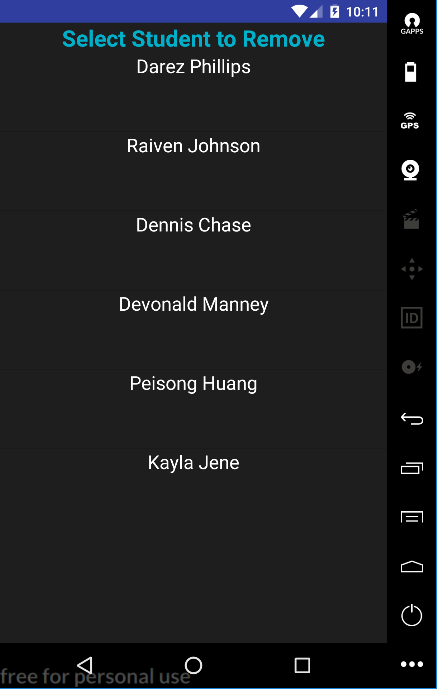 10:11
Select Student to Remove
Darez Phillips
Raiven Johnson
Dennis Chase
Devonald Manney
Peisong Huang
Kayla Jene
free for personal use
GAPPS
GPS
ID